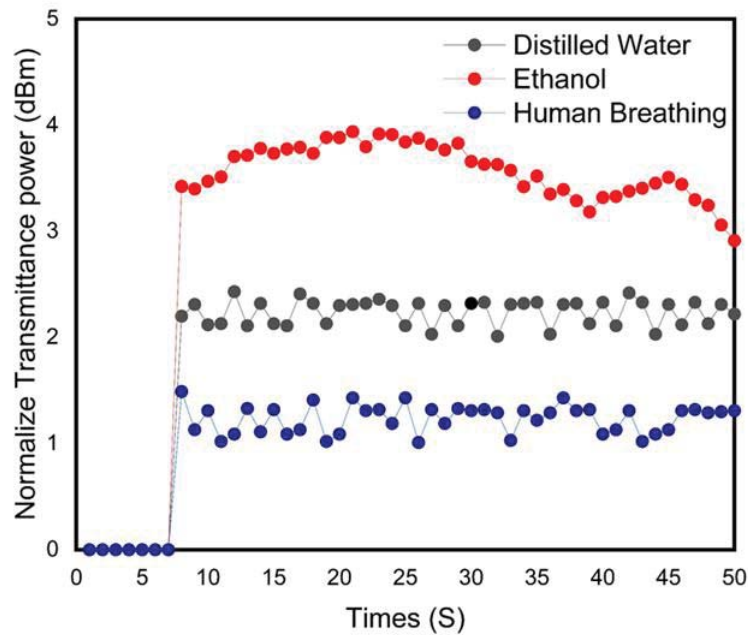 Normalize Transmittance power (dBm)
5
4
3
2
1
0
Distilled Water
Ethanol
Human Breathing
0 5 10 15 20 25 30 35 40 45 50
Times (S)